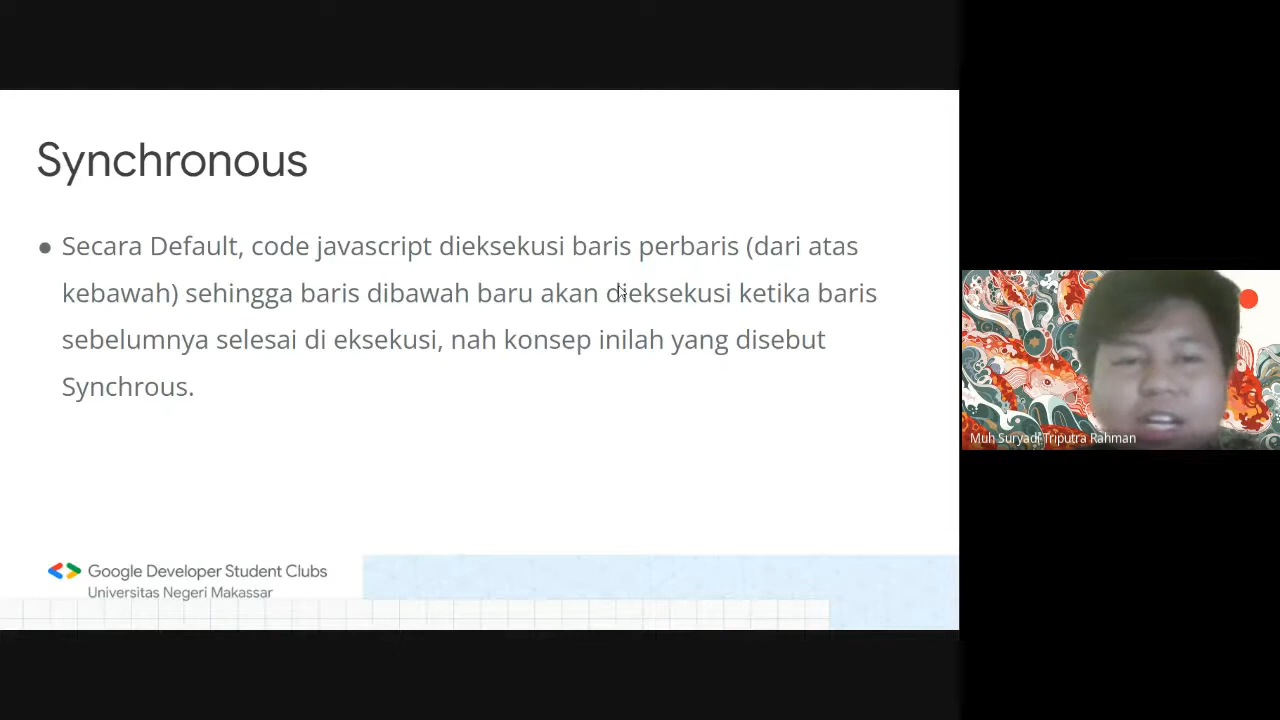 Synchronous
● Secara Default, code javascript dieksekusi baris perbaris (dari atas
kebawah) sehingga baris dibawah baru akan dieksekusi ketika baris
sebelumnya selesai di eksekusi, nah konsep inilah yang disebut
Synchrous.
Google Developer Student Clubs
Universitas Negeri Makassar
Muh Suryadi Triputra Rahman